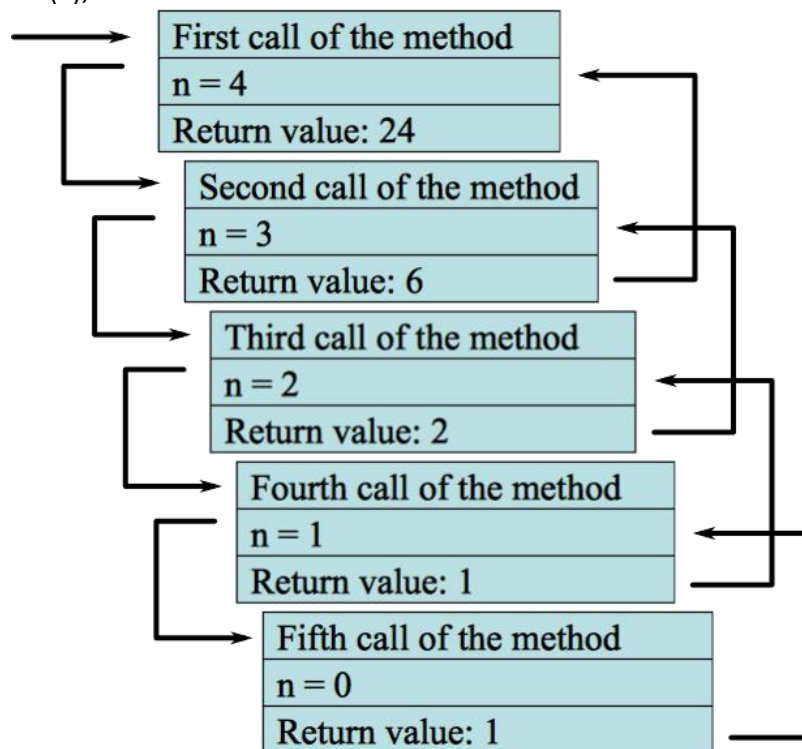 First call of the method
n = 4
Return value: 24
Second call of the method
n = 3
Return value: 6
Third call of the method
n = 2
Return value: 2
Fourth call of the method
n = 1
Return value: 1
Fifth call of the method
n = 0
Return value: 1